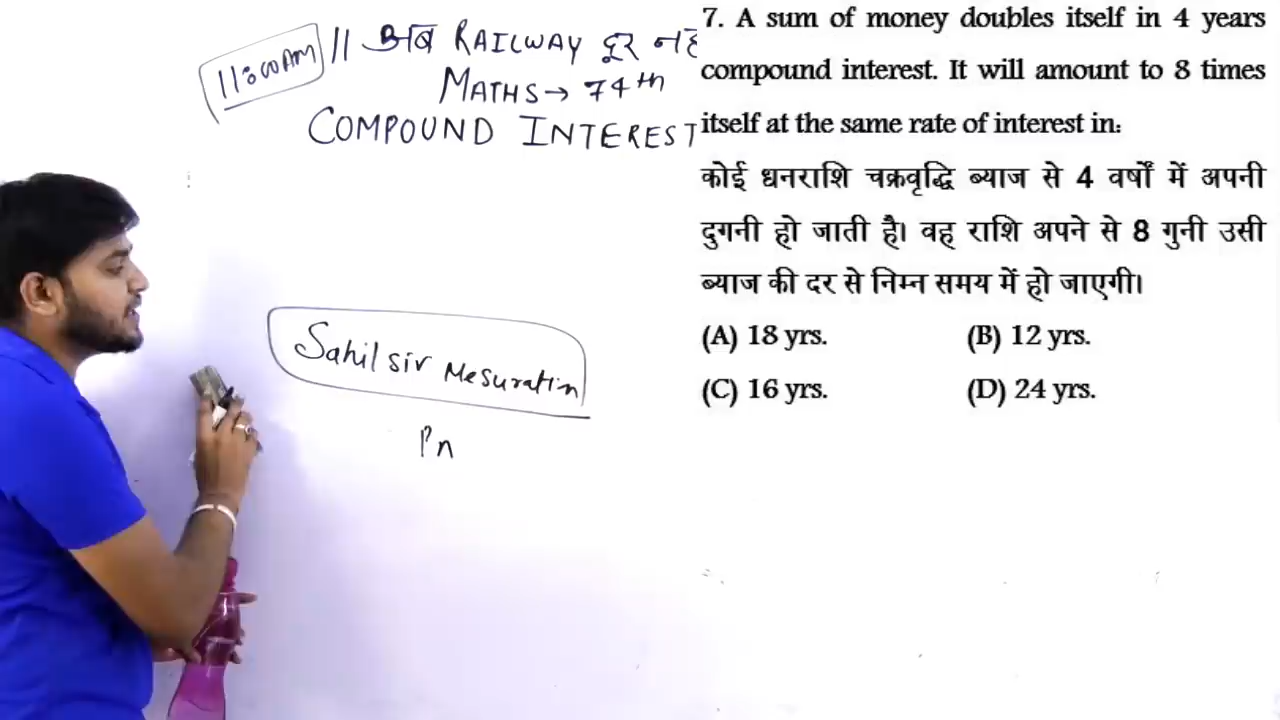 11:00AM // अब RAILWAY दूर नह
MATHS → 74th
COMPOUND INTEREST
Sahil sir Mesuration
Pn
7. A sum of money doubles itself in 4 years
compound interest. It will amount to 8 times
itself at the same rate of interest in:
कोई धनराशि चक्रवृद्धि ब्याज से 4 वर्षों में अपनी
दुगनी हो जाती है। वह राशि अपने से 8 गुनी उसी
ब्याज की दर से निम्न समय में हो जाएगी।
(A) 18 yrs. (B) 12 yrs.
(C) 16 yrs. (D) 24 yrs.